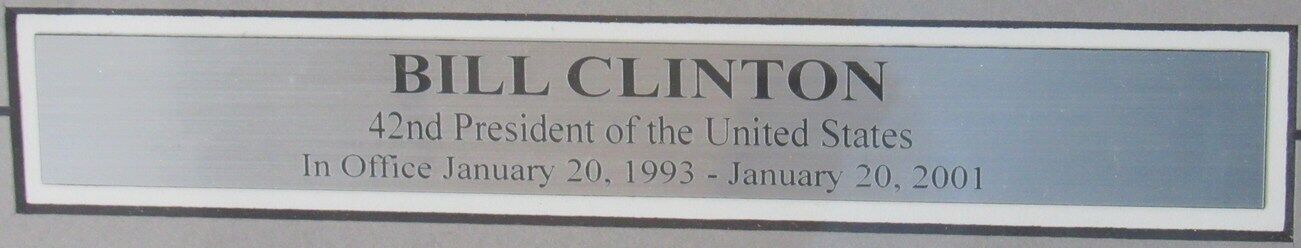 BILL CLINTON
42nd President of the United States
In Office January 20, 1993 - January 20, 2001